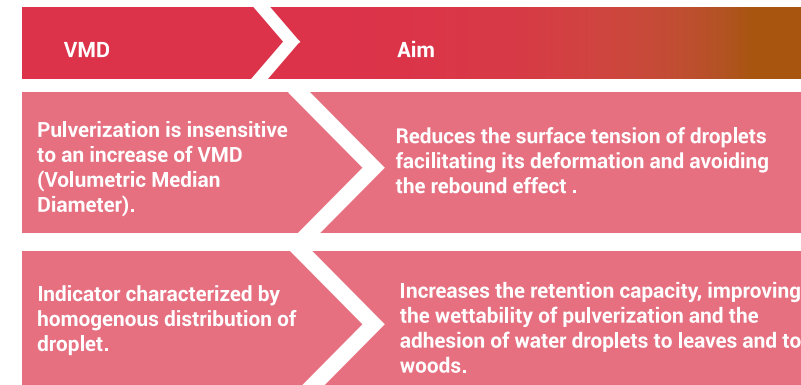 VMD
Aim
Pulverization is insensitive
to an increase of VMD
(Volumetric Median
Diameter).
Reduces the surface tension of droplets
facilitating its deformation and avoiding
the rebound effect .
Indicator characterized by
homogenous distribution of
droplet.
Increases the retention capacity, improving
the wettability of pulverization and the
adhesion of water droplets to leaves and to
woods.